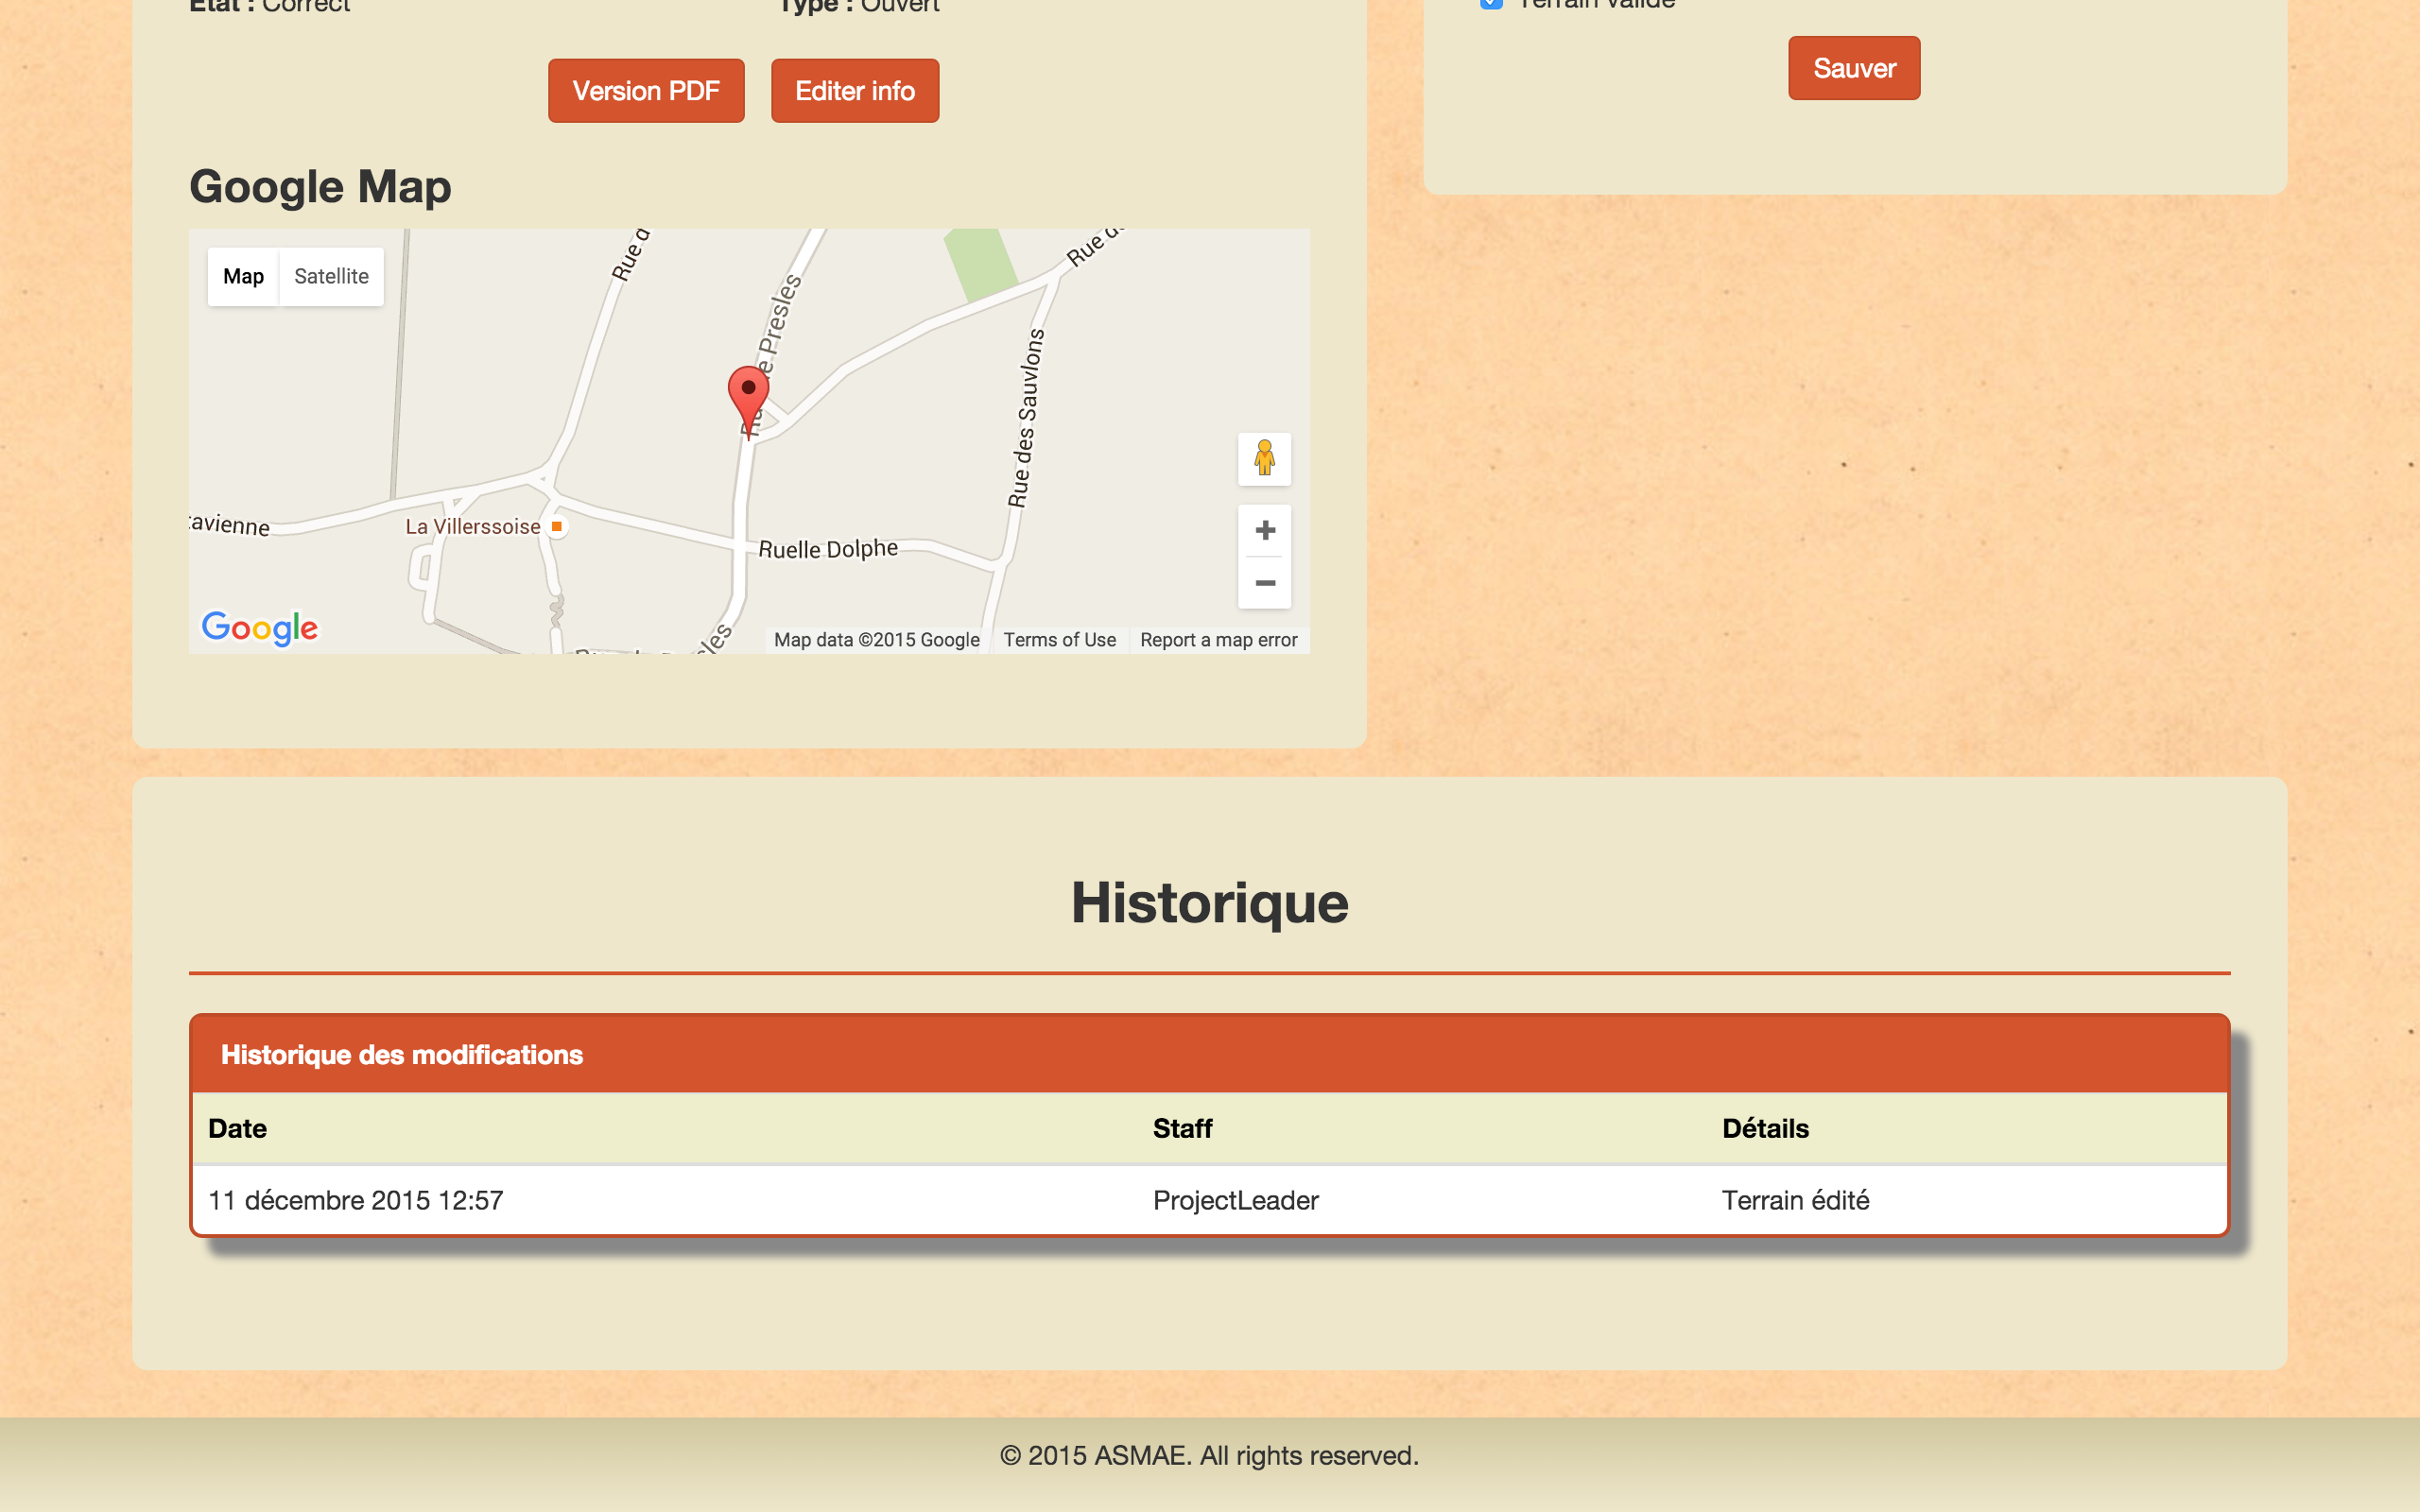 Etat : Correct
Type : Ouvert
Terrain validé
Version PDF
Editer info
Sauver
Google Map
Map
Satellite
Rue d
Presles
Rue d
Rue des Sauvlons
La Villerssoise
Ruelle Dolphe
Google
Map data ©2015 Google
Terms of Use
Report a map error
Historique
Historique des modifications
Date Staff Détails
11 décembre 2015 12:57 ProjectLeader Terrain édité
© 2015 ASMAE. All rights reserved.